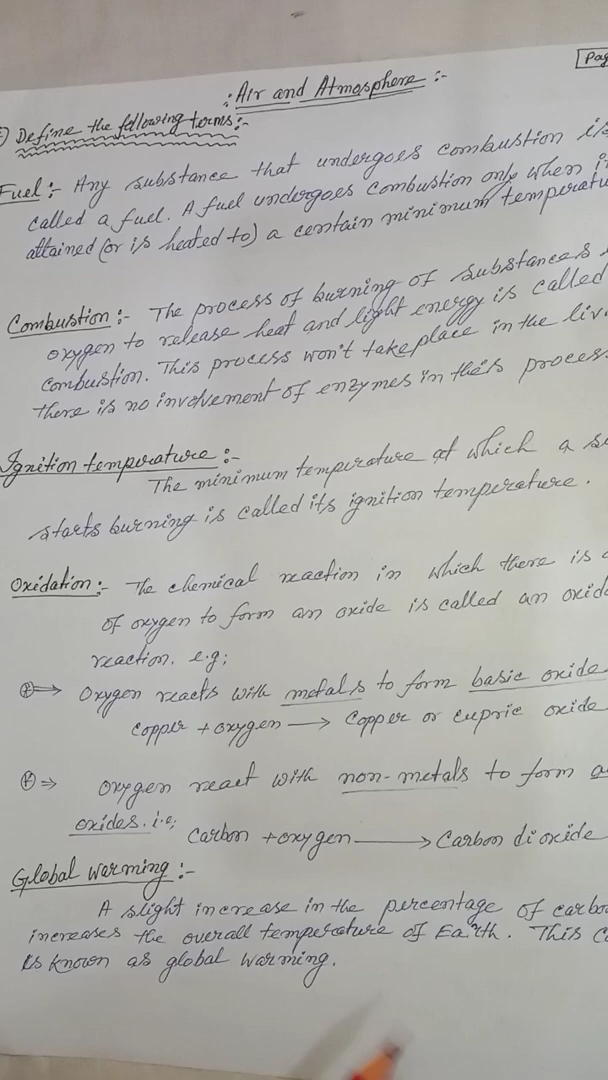 [Pag
:Air and Atmosphere :-
Define the following terms:-
Fuel :- Any substance that undergoes combustion is
called a fuel. A fuel undergoes combustion only when i
attained (or is heated to) a certain minimum temperatu
Combustion :- The process of burning of substances
oxygen to release heat and light energy is called
combustion. This process won't take place in the liv
there is no involvement of enzymes in this process
Ignition temperature :-
The minimum temperature at which a su
starts burning is called its ignition temperature.
Oxidation :- The chemical reaction in which there is a
of oxygen to form an oxide is called an oxida
reaction. e.g;
⇒ Oxygen reacts with metals to form basic oxide
Copper + oxygen → Copper or cupric oxide
⇒ oxygen react with non-metals to form a
oxides. i.e;
Carbon + oxygen → Carbon dioxide
Global warming :-
A slight increase in the percentage of carbo
increases the overall temperature of Earth. This c
is known as global warming.